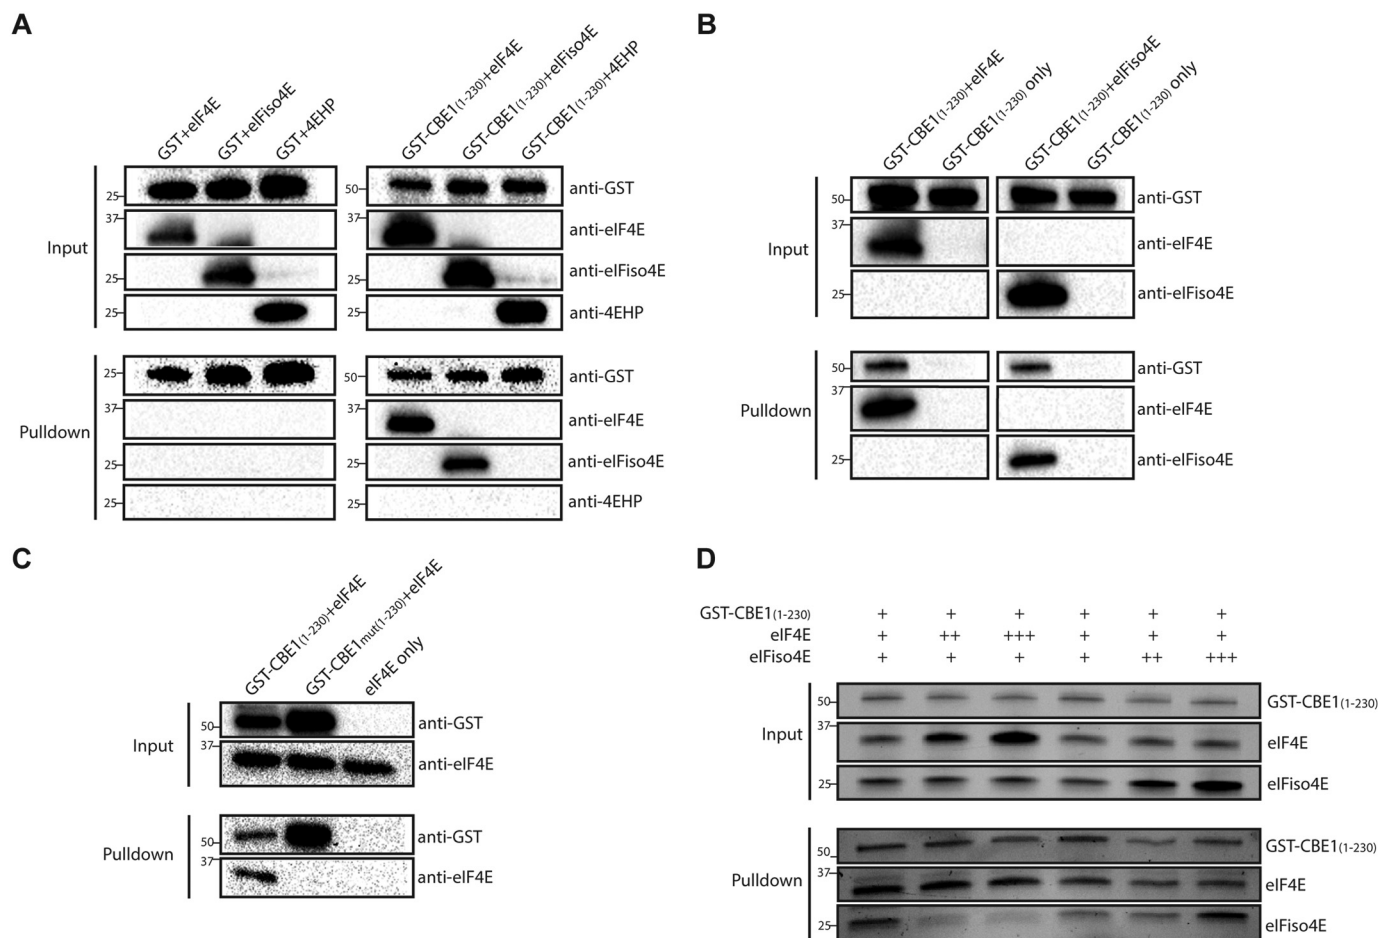 A
GST+eIF4E
GST+eIFiso4E
GST+4EHP
GST-CBE1(1-230)+eIF4E
GST-CBE1(1-230)+eIFiso4E
GST-CBE1(1-230)+4EHP
Input
25
50
anti-GST
37
37
anti-eIF4E
25
25
anti-eIFiso4E
25
25
anti-4EHP
Pulldown
25
50
anti-GST
37
37
anti-eIF4E
25
25
anti-eIFiso4E
25
25
anti-4EHP
B
GST-CBE1(1-230)+eIF4E
GST-CBE1(1-230) only
GST-CBE1(1-230)+eIFiso4E
GST-CBE1(1-230) only
Input
50
anti-GST
37
anti-eIF4E
25
anti-eIFiso4E
Pulldown
50
anti-GST
37
anti-eIF4E
25
anti-eIFiso4E
C
GST-CBE1(1-230)+eIF4E
GST-CBE1mut(1-230)+eIF4E
eIF4E only
Input
50
anti-GST
37
anti-eIF4E
Pulldown
50
anti-GST
37
anti-eIF4E
D
GST-CBE1(1-230) + + + + + +
eIF4E + ++ +++ + + +
eIFiso4E + + + + ++ +++
Input
50
GST-CBE1(1-230)
37
eIF4E
25
eIFiso4E
Pulldown
50
GST-CBE1(1-230)
37
eIF4E
25
eIFiso4E